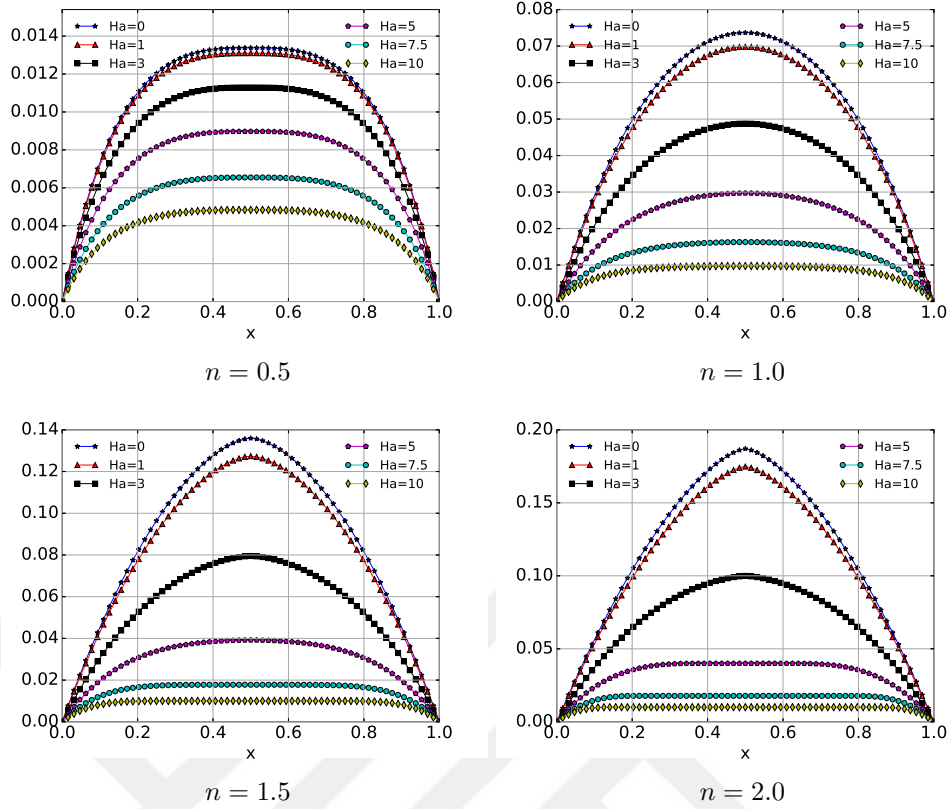 Ha=0 Ha=5
Ha=1 Ha=7.5
Ha=3 Ha=10
0.014
0.012
0.010
0.008
0.006
0.004
0.002
0.000
0.0 0.2 0.4 0.6 0.8 1.0
x
n = 0.5
Ha=0 Ha=5
Ha=1 Ha=7.5
Ha=3 Ha=10
0.08
0.07
0.06
0.05
0.04
0.03
0.02
0.01
0.00
0.0 0.2 0.4 0.6 0.8 1.0
x
n = 1.0
Ha=0 Ha=5
Ha=1 Ha=7.5
Ha=3 Ha=10
0.14
0.12
0.10
0.08
0.06
0.04
0.02
0.00
0.0 0.2 0.4 0.6 0.8 1.0
x
n = 1.5
Ha=0 Ha=5
Ha=1 Ha=7.5
Ha=3 Ha=10
0.20
0.15
0.10
0.05
0.00
0.0 0.2 0.4 0.6 0.8 1.0
x
n = 2.0